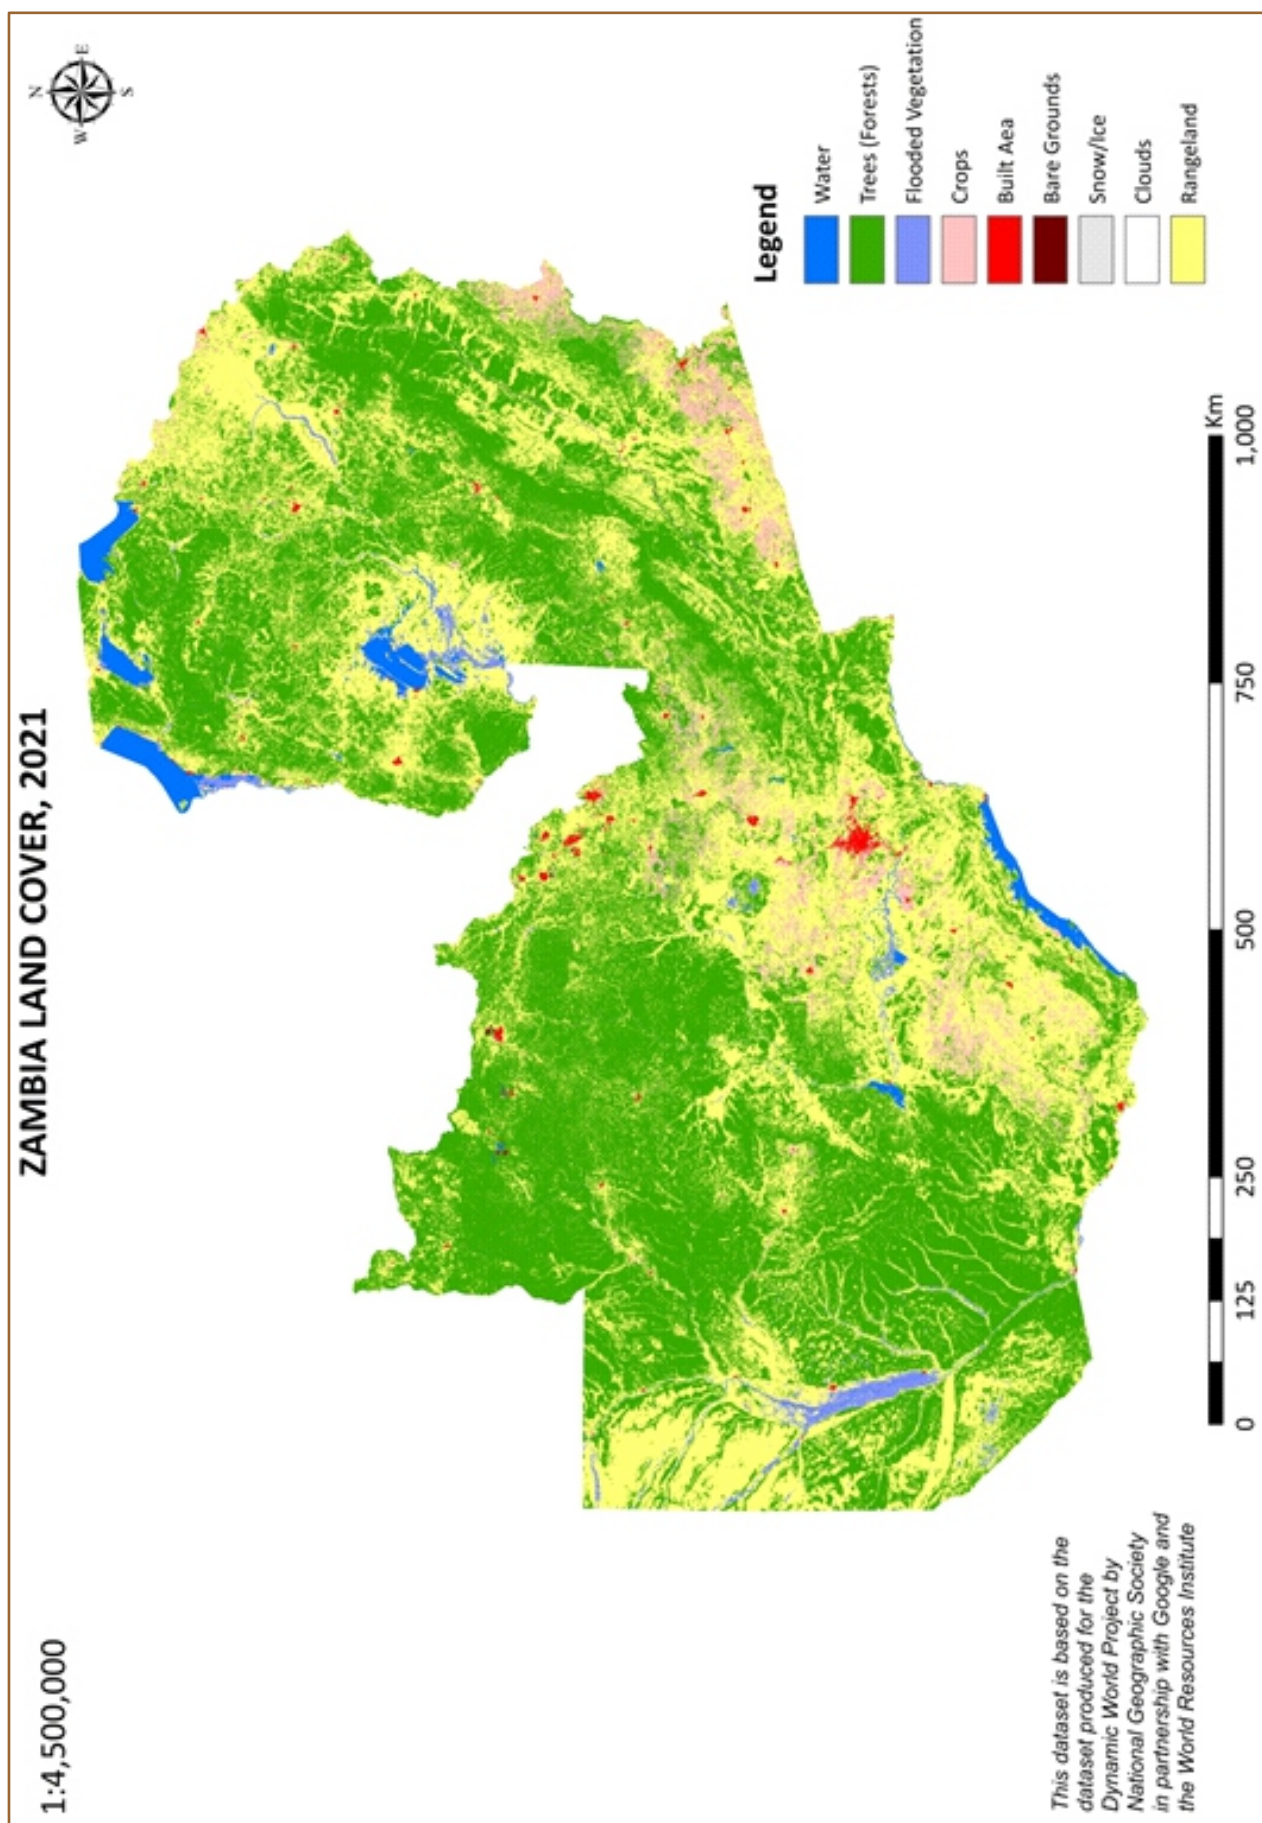 ZAMBIA LAND COVER, 2021
1:4,500,000
N
E
S
W
Legend
Water
Trees (Forests)
Flooded Vegetation
Crops
Built Aea
Bare Grounds
Snow/Ice
Clouds
Rangeland
0 125 250 500 750 1,000
Km
This dataset is based on the
dataset produced for the
Dynamic World Project by
National Geographic Society
in partnership with Google and
the World Resources Institute